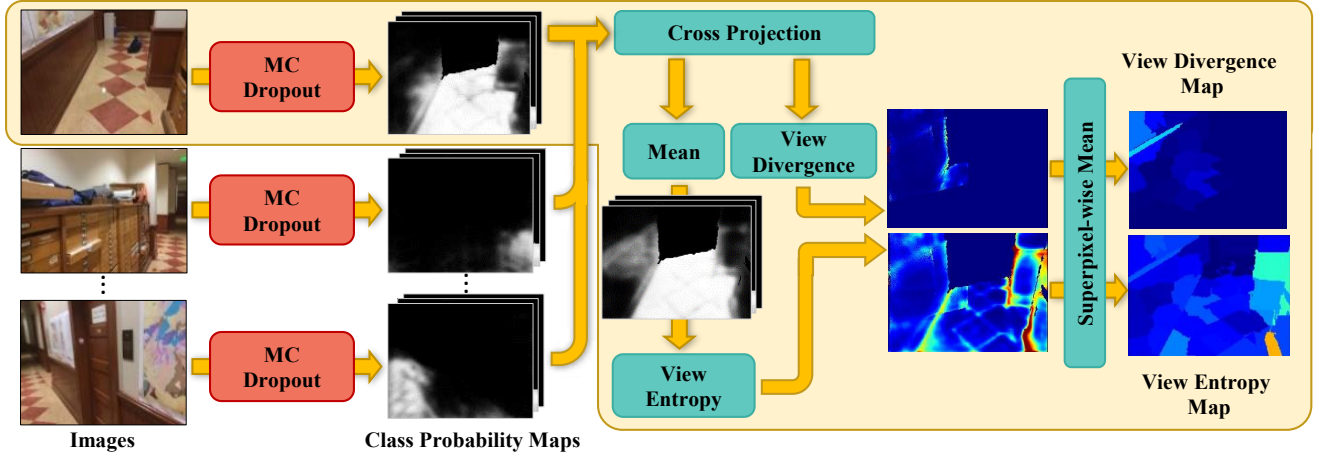 MC
Dropout
Cross Projection
View Divergence
Map
Mean
View
Divergence
Superpixel-wise Mean
MC
Dropout
MC
Dropout
View
Entropy
View Entropy
Map
Images
Class Probability Maps